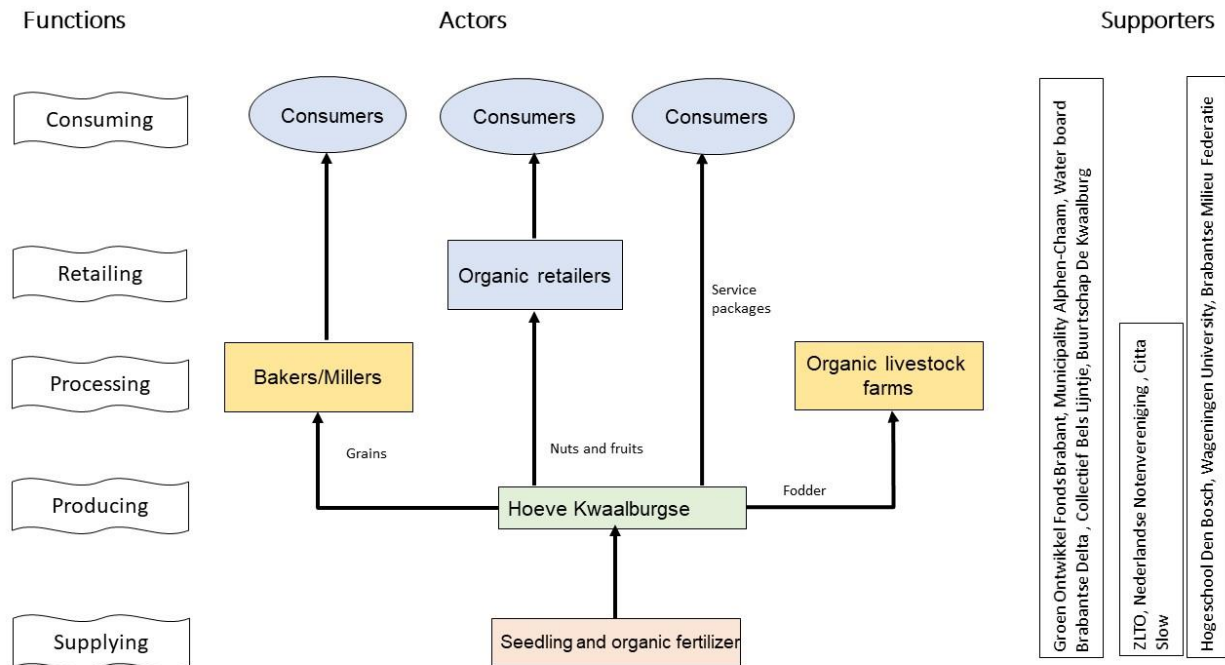 Functions
Actors
Supporters
Consuming
Consumers
Consumers
Consumers
Retailing
Organic retailers
Service
packages
Processing
Bakers/Millers
Organic livestock
farms
Grains
Nuts and fruits
Fodder
Producing
Hoeve Kwaalburgse
Supplying
Seedling and organic fertilizer
Groen Ontwikkel Fonds Brabant, Municipality Alphen-Chaam, Water board
Brabantse Delta , Collectief Bels Lijntje, Buurtschap De Kwaalburg
ZLTO, Nederlandse Notenvereniging , Citta
Slow
Hogeschool Den Bosch, Wageningen University, Brabantse Milieu Federatie